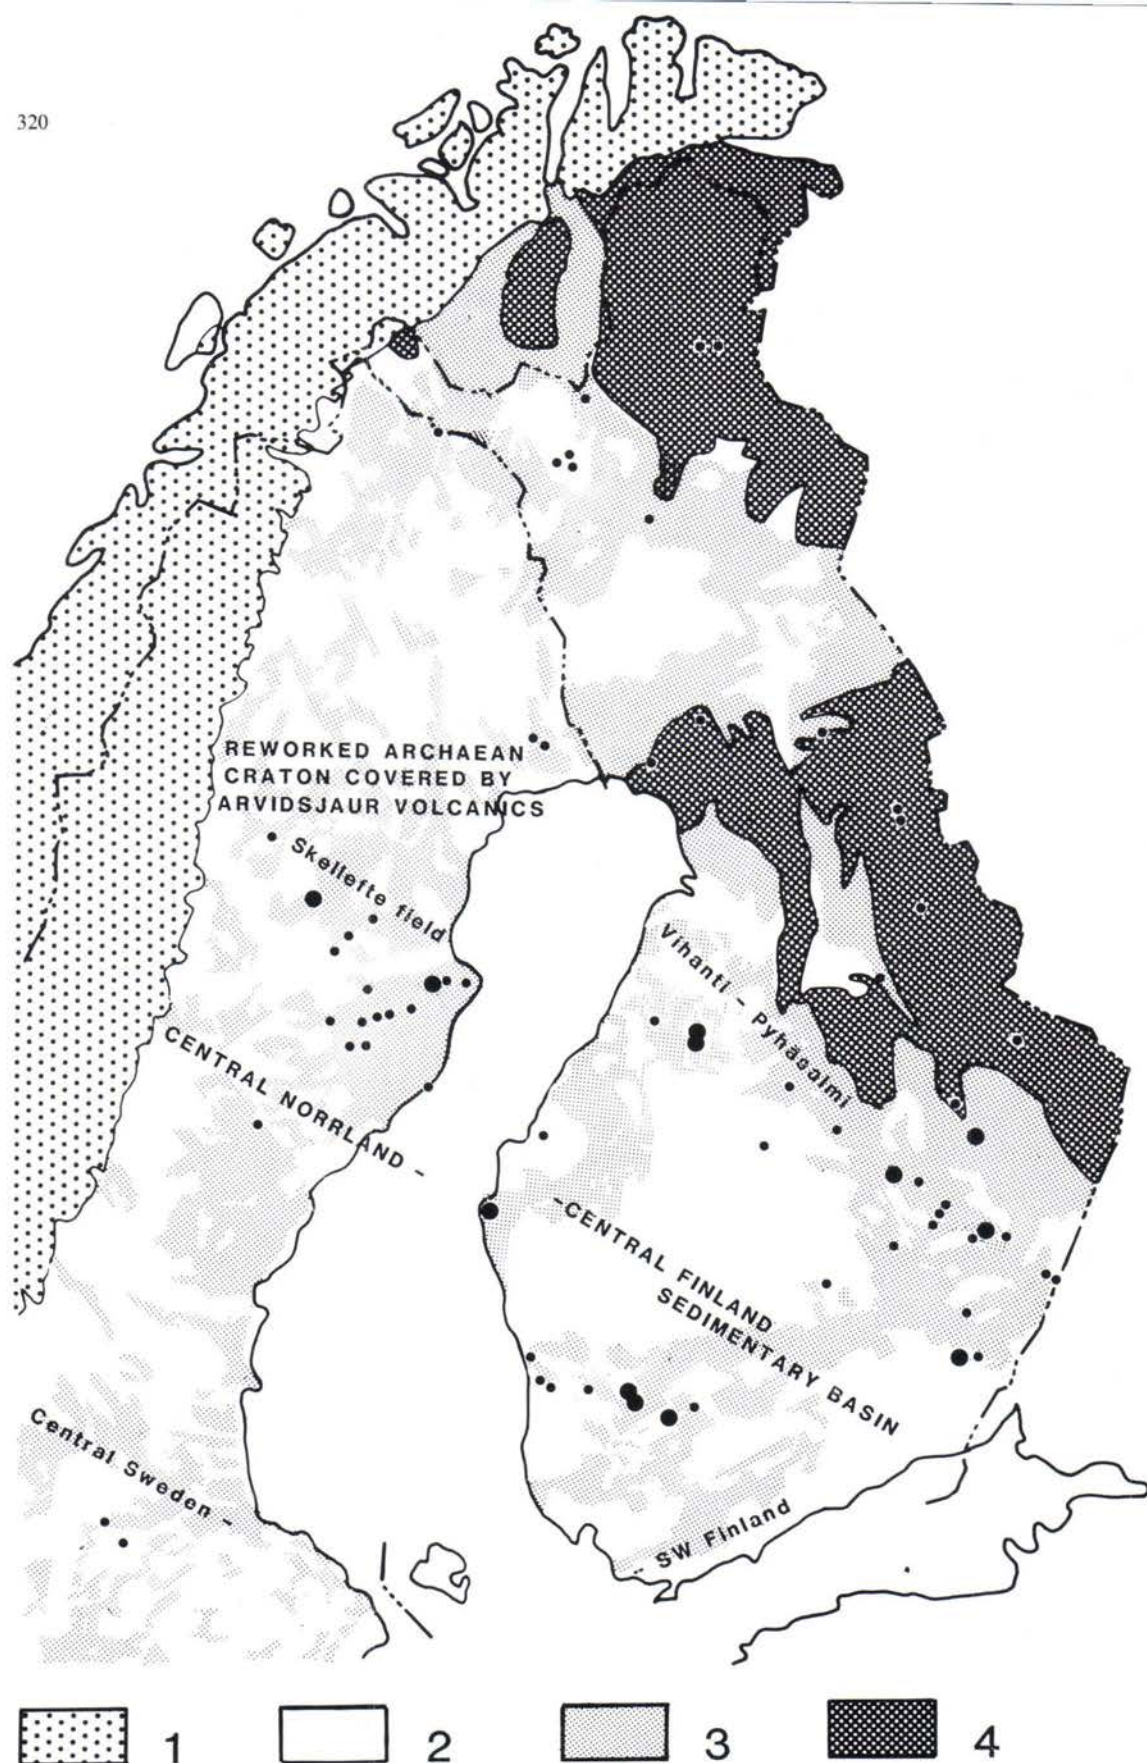 320
REWORKED ARCHAEAN
CRATON COVERED BY
ARVIDSJAUR VOLCANICS
Skellefte field
Vihanti - Pyhäsalmi
CENTRAL NORRLAND -
-CENTRAL FINLAND
SEDIMENTARY BASIN
Central Sweden -
- SW Finland
1 2 3 4